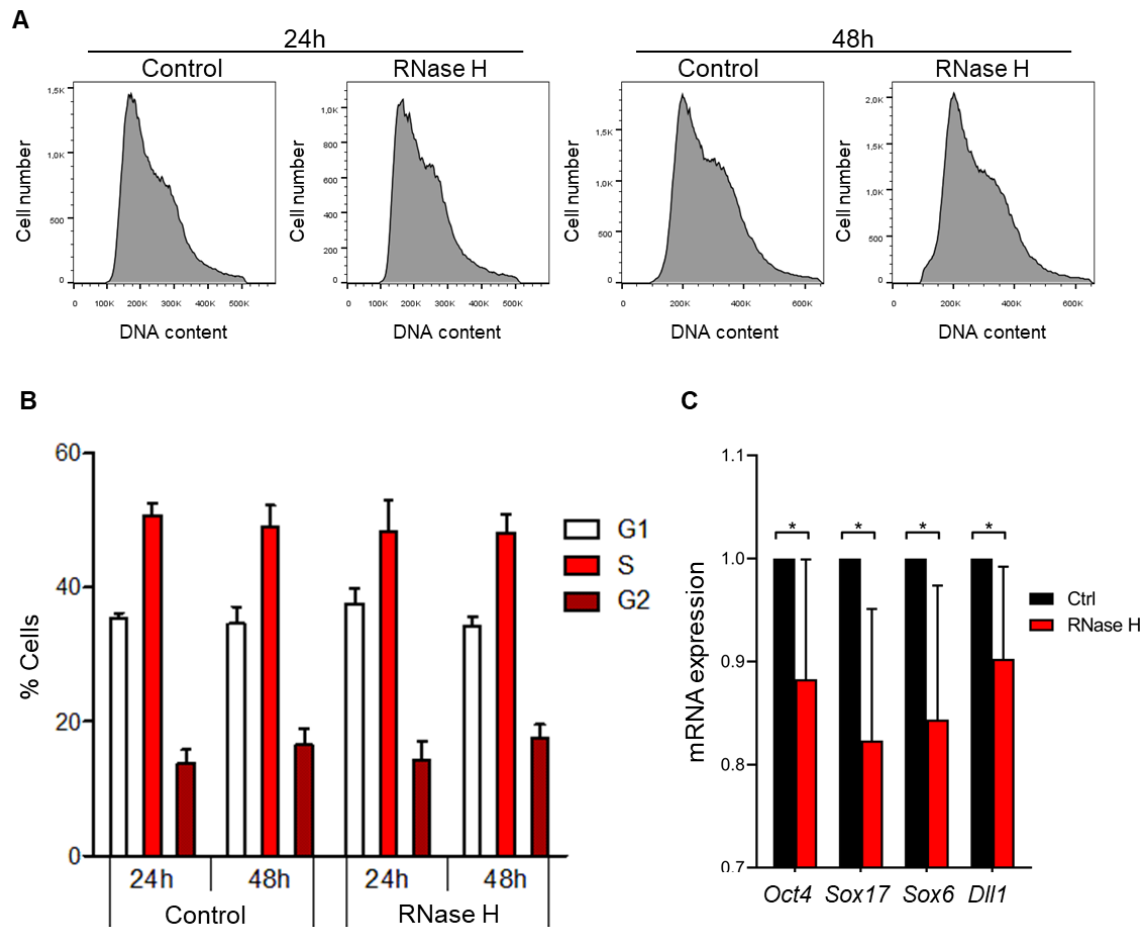 A
24h
48h
Control
RNase H
Control
RNase H
Cell number
1,5K
1,0K
500
0
0
100K
200K
300K
400K
500K
DNA content
Cell number
1,0K
800
600
400
200
0
0
100K
200K
300K
400K
500K
DNA content
Cell number
1,5K
1,0K
500
0
0
200K
400K
600K
DNA content
Cell number
2,0K
1,5K
1,0K
500
0
0
200K
400K
600K
DNA content
B
% Cells
60
40
20
0
24h
48h
24h
48h
Control
RNase H
G1
S
G2
C
mRNA expression
1.1
1.0
0.9
0.8
0.7
*
*
*
*
Oct4 Sox17 Sox6 Dll1
Ctrl
RNase H